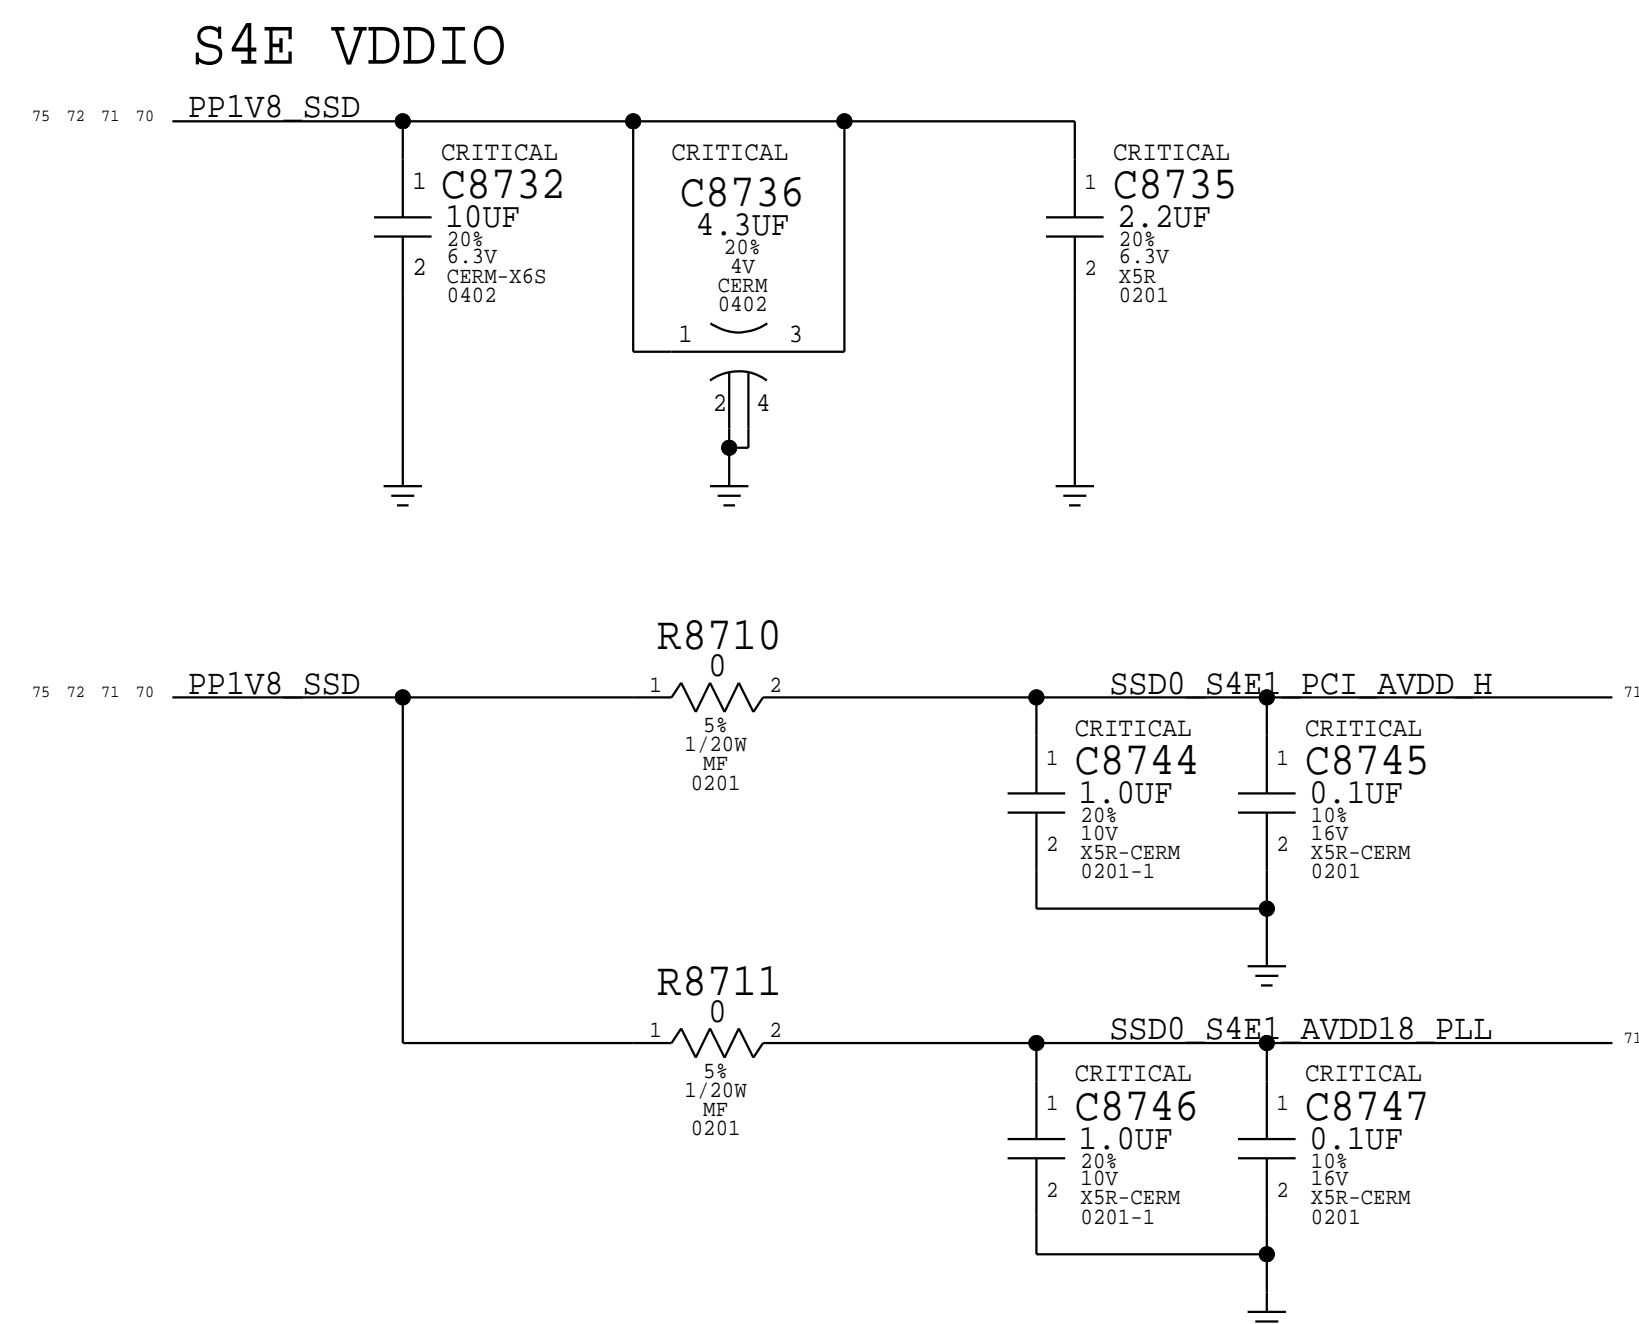 S4E VDDIO
75 72 71 70 PP1V8_SSD
CRITICAL
1 C8732
10UF
20%
6.3V
2 CERM-X6S
0402
CRITICAL
C8736
4.3UF
20%
4V
CERM
0402
1 3
2 4
CRITICAL
1 C8735
2.2UF
20%
6.3V
2 X5R
0201
R8710
0
75 72 71 70 PP1V8_SSD 1 2 SSD0_S4E1_PCI_AVDD_H 71
5%
1/20W
MF
0201
CRITICAL
1 C8744
1.0UF
20%
10V
2 X5R-CERM
0201-1
CRITICAL
1 C8745
0.1UF
10%
16V
2 X5R-CERM
0201
R8711
0
1 2 SSD0_S4E1_AVDD18_PLL 71
5%
1/20W
MF
0201
CRITICAL
1 C8746
1.0UF
20%
10V
2 X5R-CERM
0201-1
CRITICAL
1 C8747
0.1UF
10%
16V
2 X5R-CERM
0201